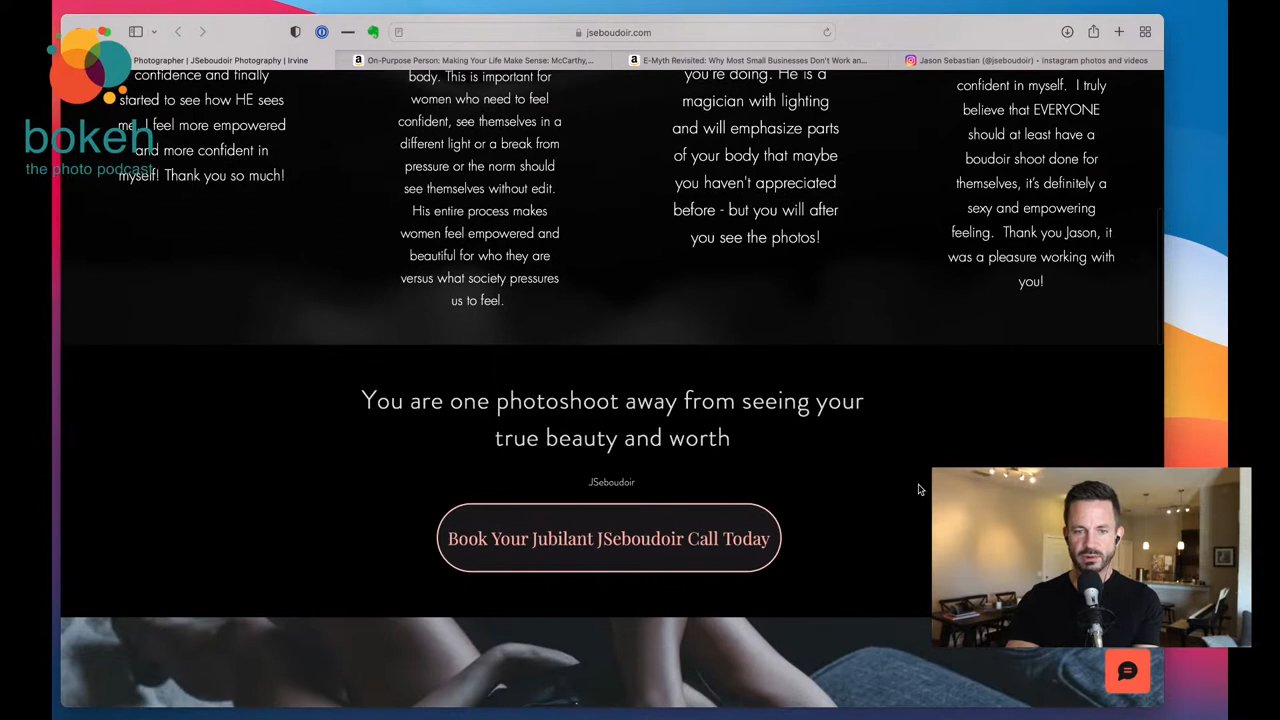 jseboudoir.com
Photographer | JSeboudoir Photography | Irvine
On-Purpose Person: Making Your Life Make Sense: McCarthy,...
E-Myth Revisited: Why Most Small Businesses Don't Work an...
Jason Sebastian (@jseboudoir) • Instagram photos and videos
bokeh
the photo podcast
confidence and finally
started to see how HE sees
me. I feel more empowered
and more confident in
myself! Thank you so much!
body. This is important for
women who need to feel
confident, see themselves in a
different light or a break from
pressure or the norm should
see themselves without edit.
His entire process makes
women feel empowered and
beautiful for who they are
versus what society pressures
us to feel.
you're doing. He is a
magician with lighting
and will emphasize parts
of your body that maybe
you haven't appreciated
before - but you will after
you see the photos!
confident in myself. I truly
believe that EVERYONE
should at least have a
boudoir shoot done for
themselves, it's definitely a
sexy and empowering
feeling. Thank you Jason, it
was a pleasure working with
you!
You are one photoshoot away from seeing your
true beauty and worth
JSeboudoir
Book Your Jubilant JSeboudoir Call Today